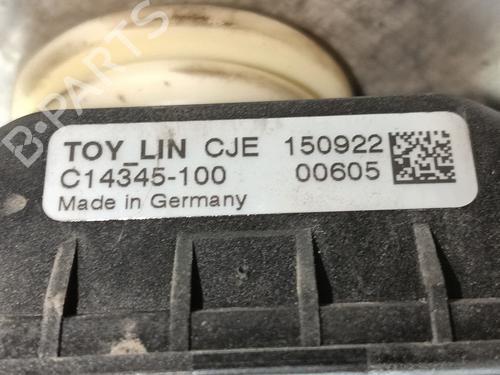 B-PARTS
TOY_LIN CJE 150922
C14345-100 00605
Made in Germany